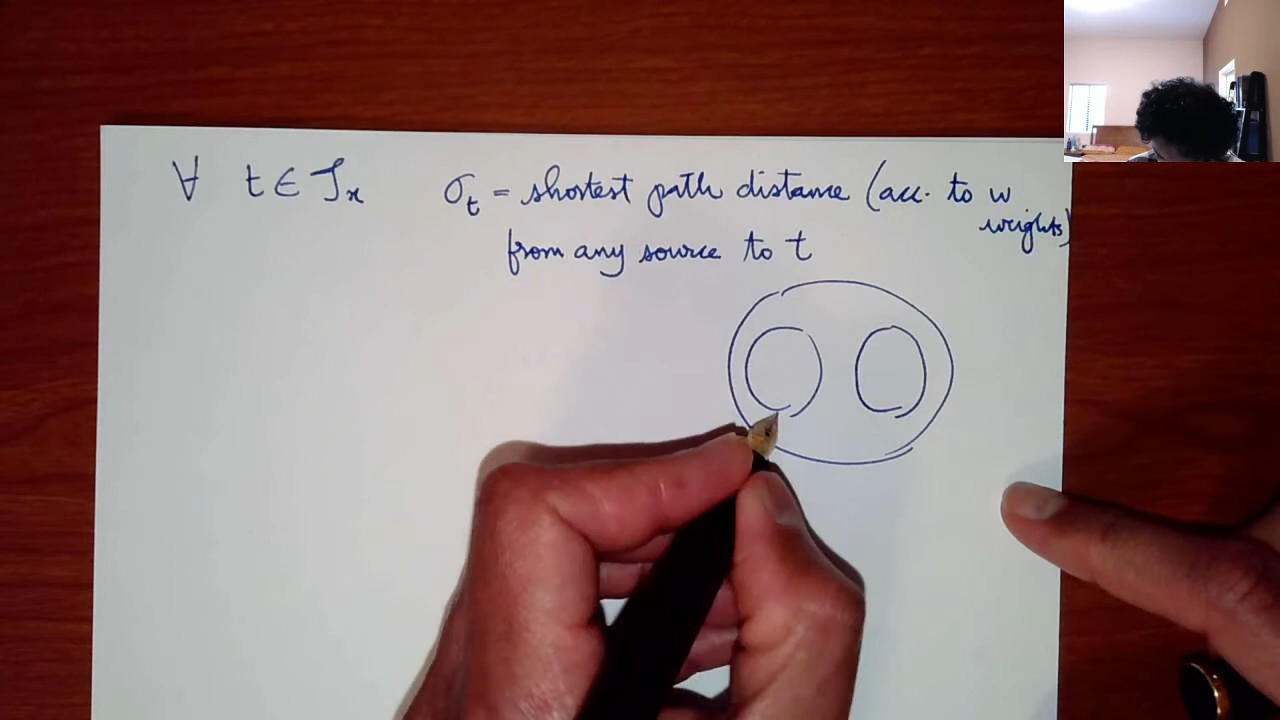 ∀ t ∈ T_x σ_t = shortest path distance (acc. to w weights)
from any source to t